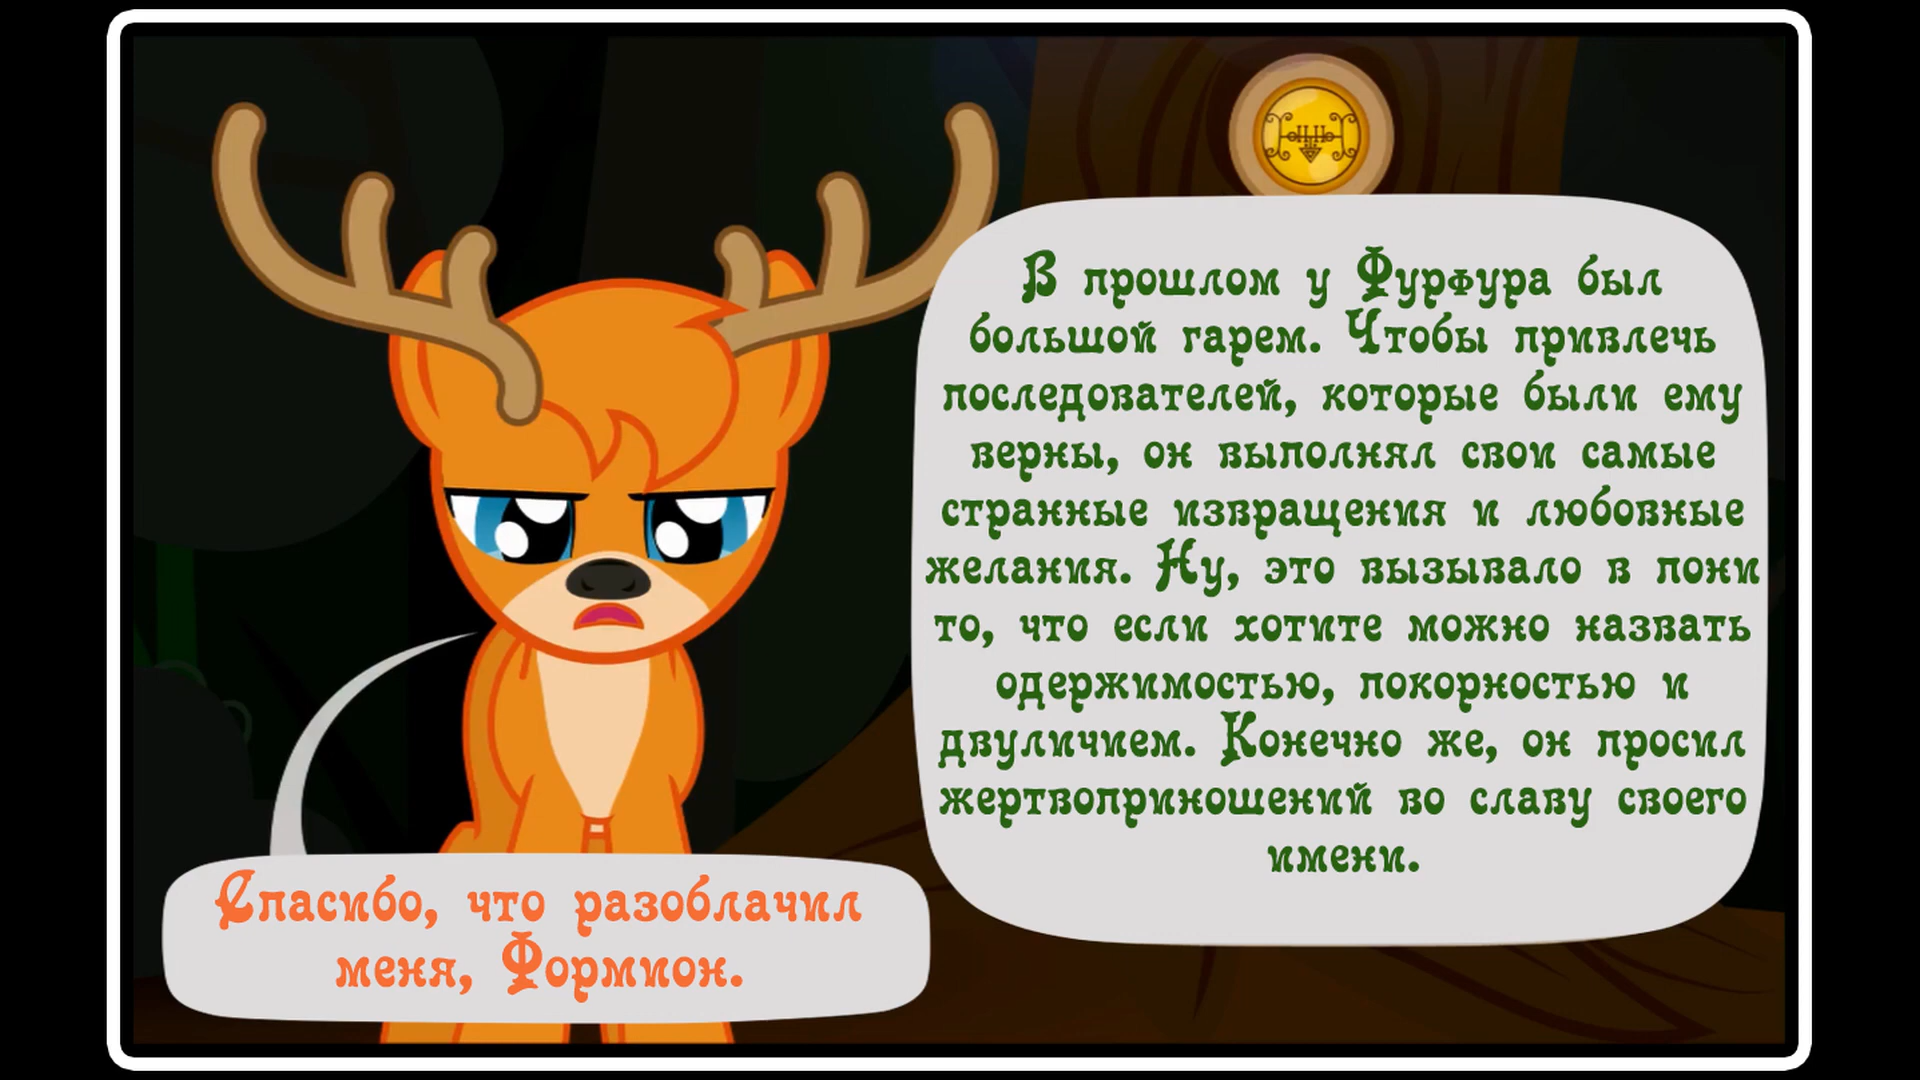 В прошлом у Фурфура был
большой гарем. Чтобы привлечь
последователей, которые были ему
верны, он выполнял свои самые
странные извращения и любовные
желания. Ну, это вызывало в пони
то, что если хотите можно назвать
одержимостью, покорностью и
двуличием. Конечно же, он просил
жертвоприношений во славу своего
имени.
Спасибо, что разоблачил
меня, Формион.